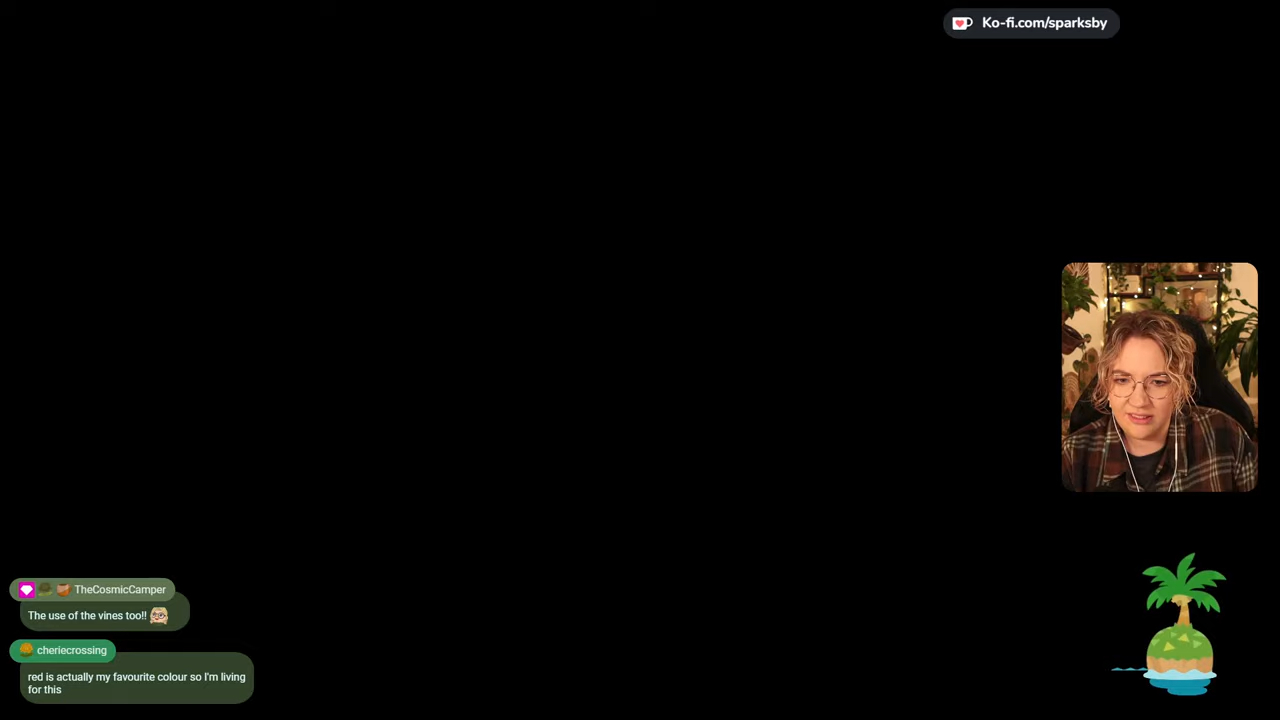 Ko-fi.com/sparksby
TheCosmicCamper
The use of the vines too!!
cheriecrossing
red is actually my favourite colour so I'm living
for this